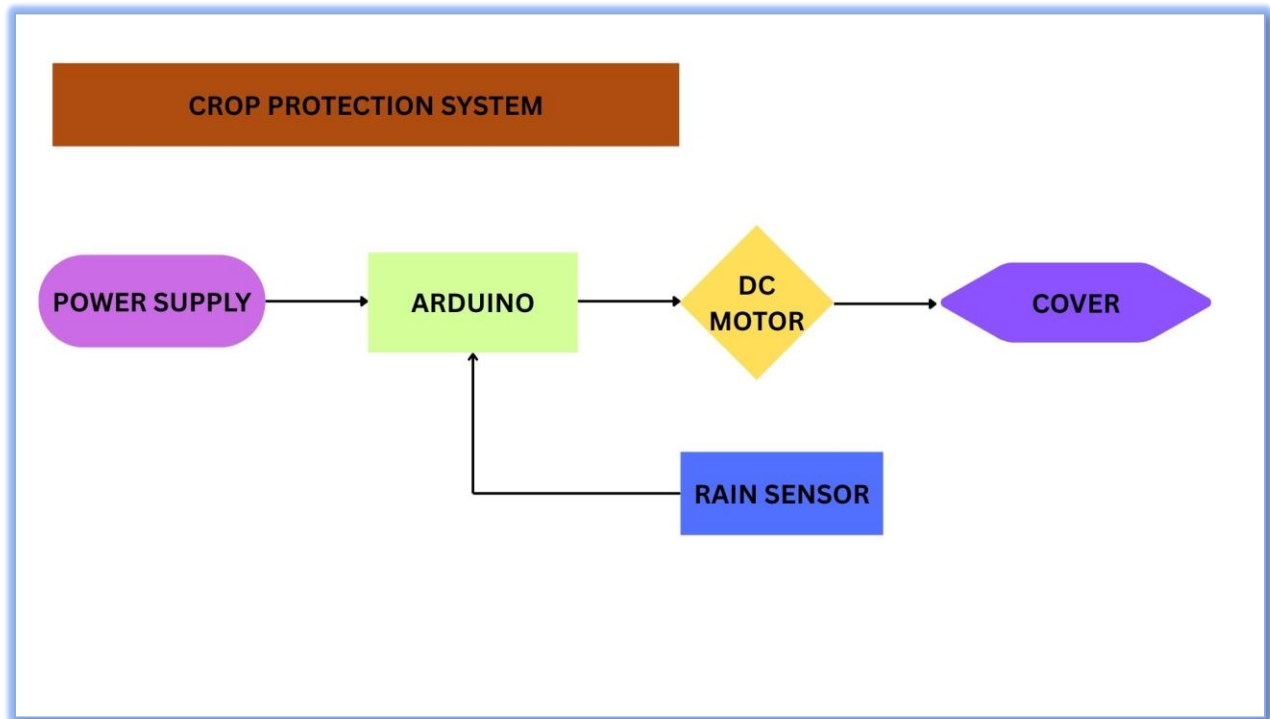 CROP PROTECTION SYSTEM
POWER SUPPLY
ARDUINO
DC
MOTOR
COVER
RAIN SENSOR